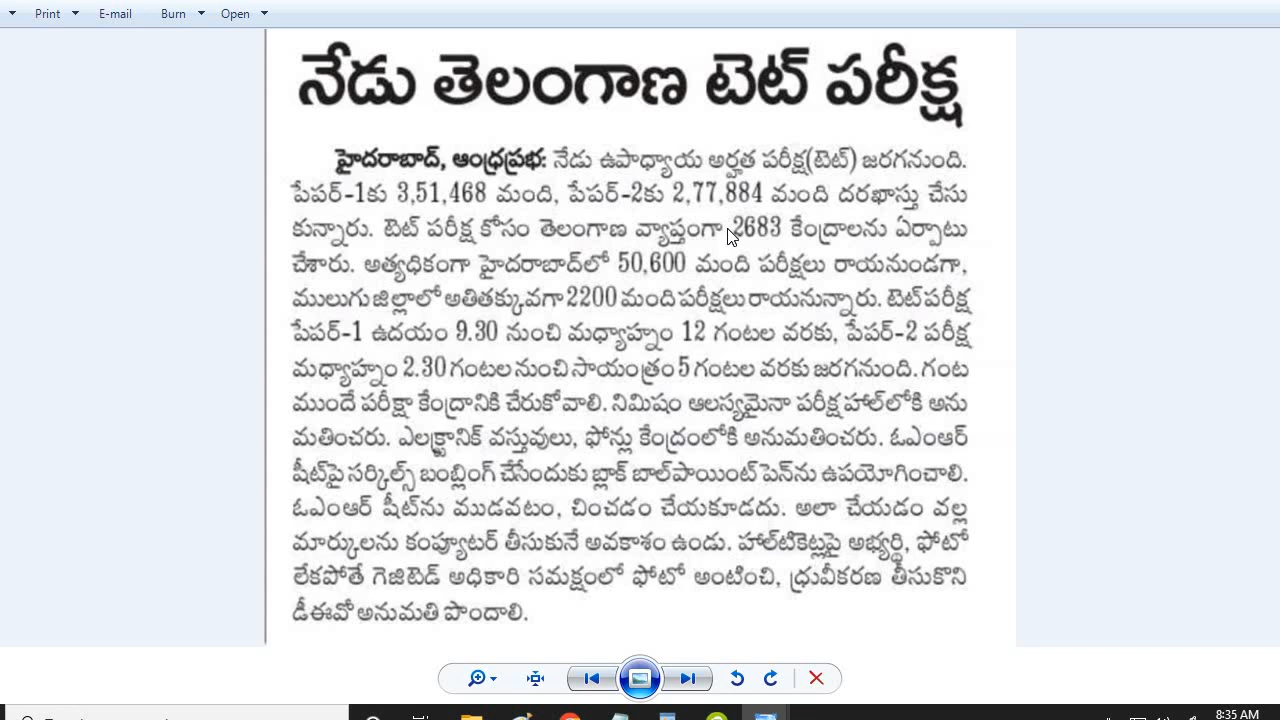 Print
E-mail
Burn
Open
నేడు తెలంగాణ టెట్ పరీక్ష
హైదరాబాద్, ఆంధ్రప్రభ: నేడు ఉపాధ్యాయ అర్హత పరీక్ష(టెట్) జరగనుంది.
పేపర్-1కు 3,51,468 మంది, పేపర్-2కు 2,77,884 మంది దరఖాస్తు చేసు
కున్నారు. టెట్ పరీక్ష కోసం తెలంగాణ వ్యాప్తంగా 2683 కేంద్రాలను ఏర్పాటు
చేశారు. అత్యధికంగా హైదరాబాద్‌లో 50,600 మంది పరీక్షలు రాయనుండగా,
ములుగు జిల్లాలో అతితక్కువగా 2200 మంది పరీక్షలు రాయనున్నారు. టెట్ పరీక్ష
పేపర్-1 ఉదయం 9.30 నుంచి మధ్యాహ్నం 12 గంటల వరకు, పేపర్-2 పరీక్ష
మధ్యాహ్నం 2.30 గంటల నుంచి సాయంత్రం 5 గంటల వరకు జరగనుంది. గంట
ముందే పరీక్షా కేంద్రానికి చేరుకోవాలి. నిమిషం ఆలస్యమైనా పరీక్ష హాల్‌లోకి అను
మతించరు. ఎలక్ట్రానిక్ వస్తువులు, ఫోన్లు కేంద్రంలోకి అనుమతించరు. ఓఎంఆర్
షీట్‌పై సర్కిల్స్ బంబ్లింగ్ చేసేందుకు బ్లాక్ బాల్‌పాయింట్ పెన్‌ను ఉపయోగించాలి.
ఓఎంఆర్ షీట్‌ను ముడవటం, చించడం చేయకూడదు. అలా చేయడం వల్ల
మార్కులను కంప్యూటర్ తీసుకునే అవకాశం ఉండు. హాల్‌టికెట్లపై అభ్యర్థి, ఫోటో
లేకపోతే గెజిటెడ్ అధికారి సమక్షంలో ఫోటో అంటించి, ధ్రువీకరణ తీసుకొని
డీఈవో అనుమతి పొందాలి.
8:35 AM